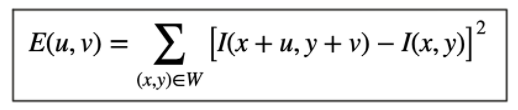 E(u, v) = ∑ [I(x + u, y + v) − I(x, y)]²
(x,y)∈W